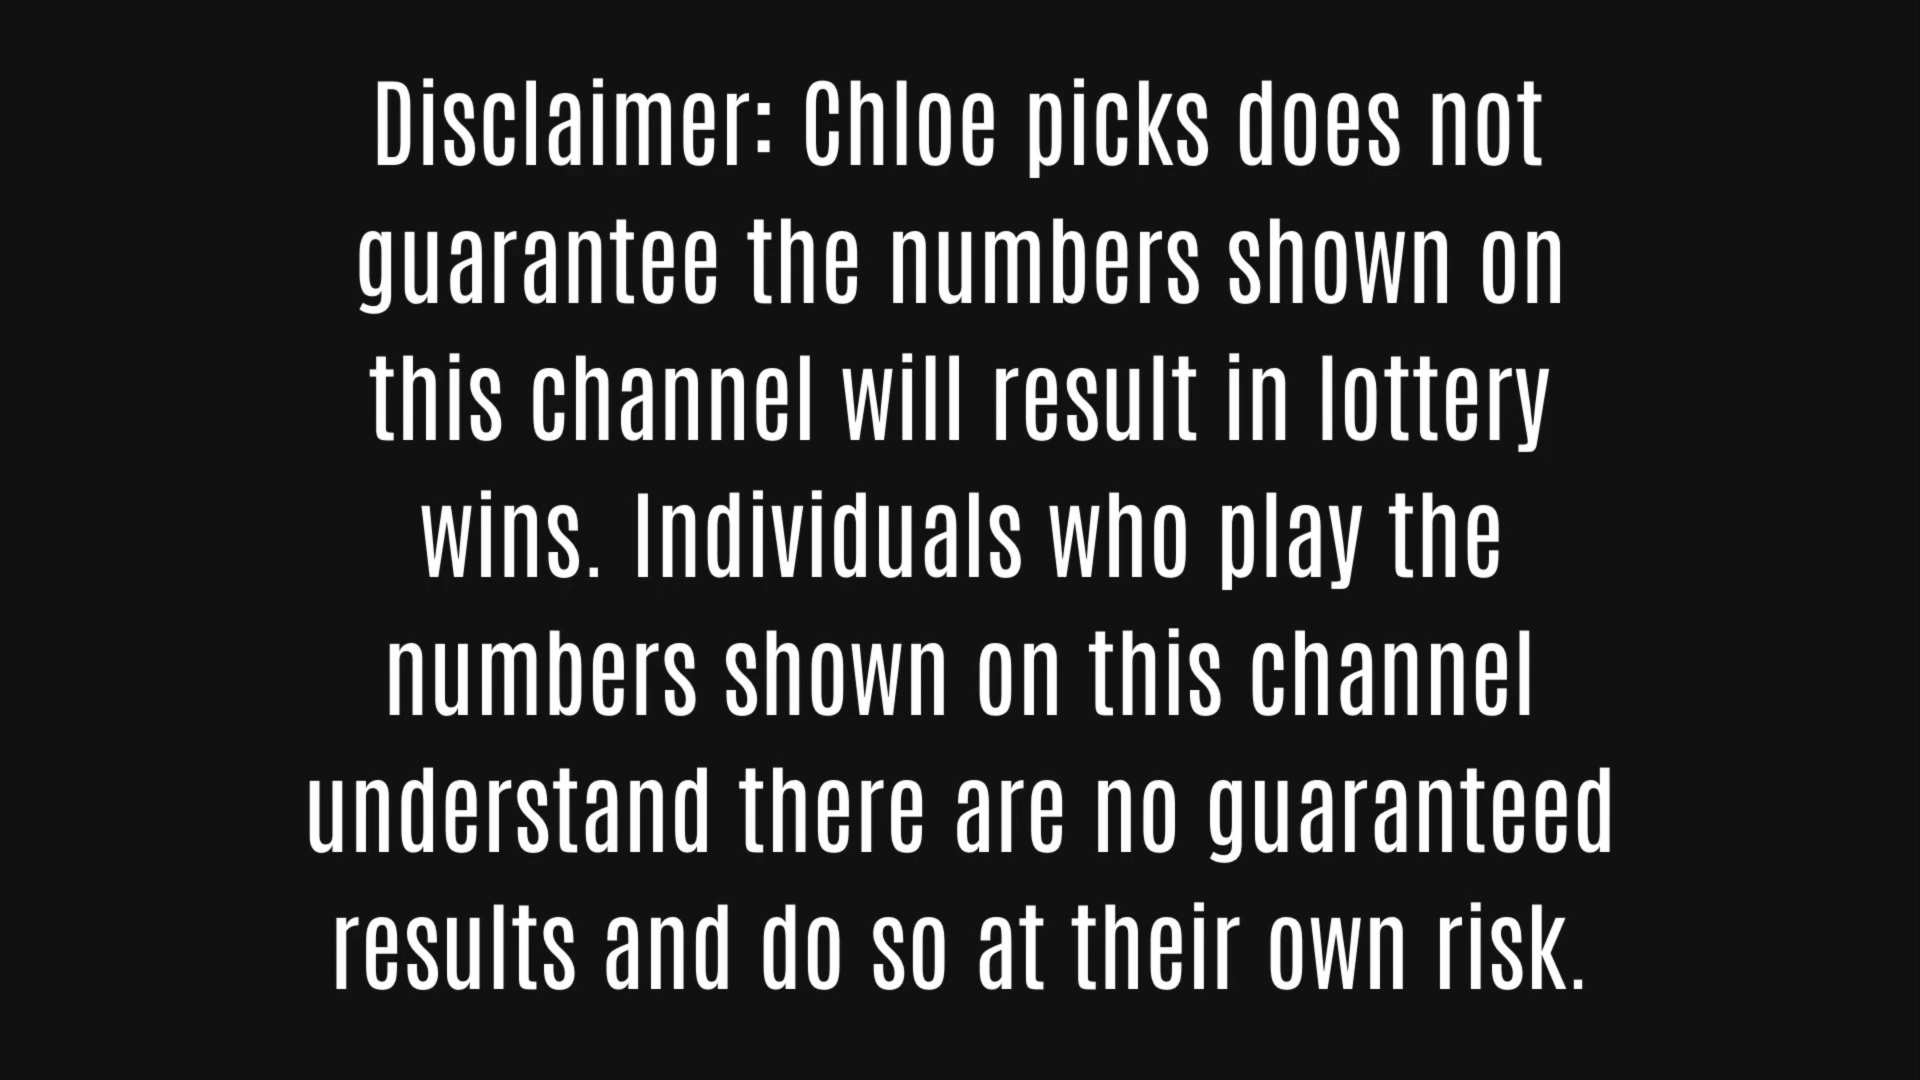 Disclaimer: Chloe picks does not
guarantee the numbers shown on
this channel will result in lottery
wins. Individuals who play the
numbers shown on this channel
understand there are no guaranteed
results and do so at their own risk.